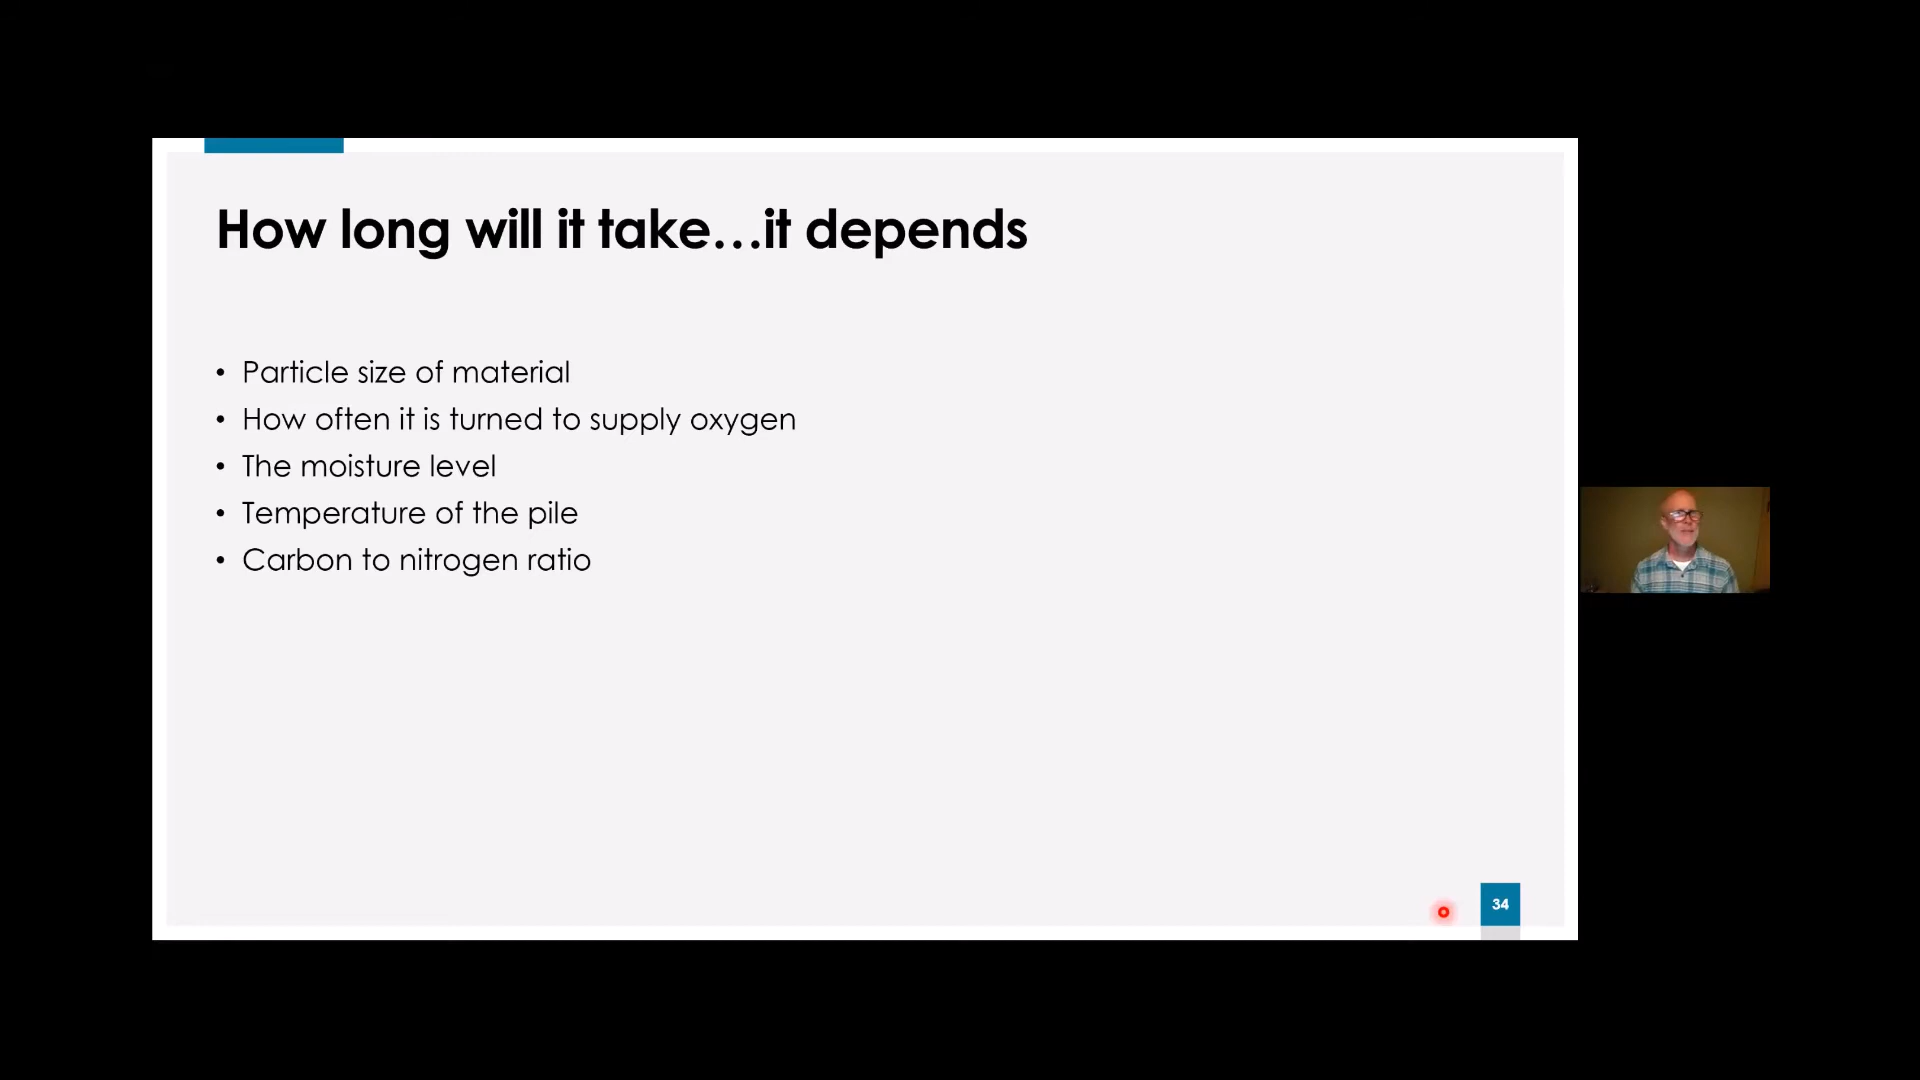 How long will it take...it depends
• Particle size of material
• How often it is turned to supply oxygen
• The moisture level
• Temperature of the pile
• Carbon to nitrogen ratio
34